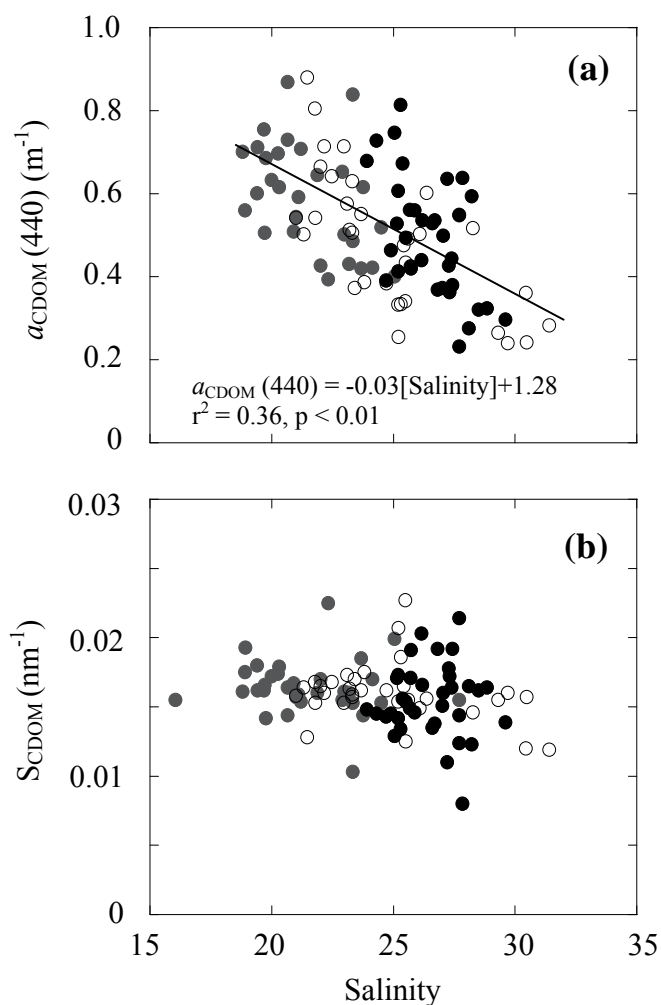 1.0
(a)
0.8
0.6
0.4
0.2
0
aCDOM (440) (m-1)
aCDOM (440) = -0.03[Salinity]+1.28
r2 = 0.36, p < 0.01
0.03
(b)
0.02
0.01
0
SCDOM (nm-1)
15 20 25 30 35
Salinity